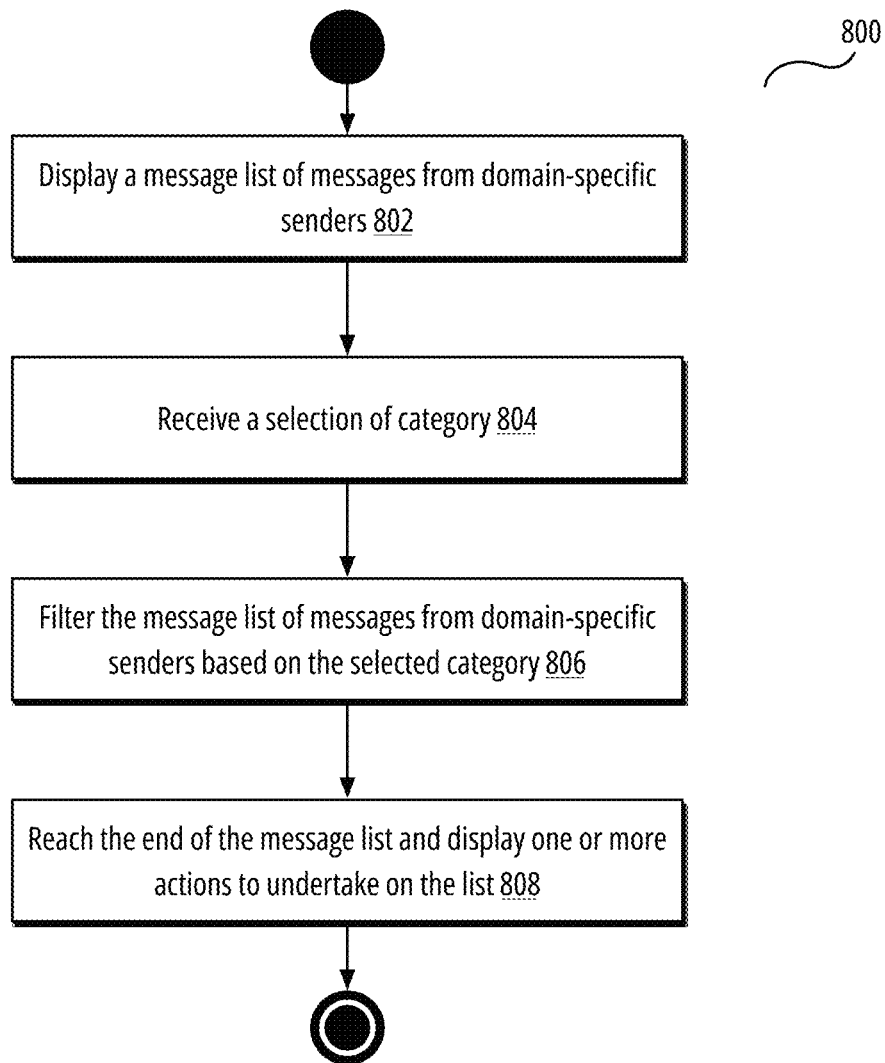 800
Display a message list of messages from domain-specific
senders 802
Receive a selection of category 804
Filter the message list of messages from domain-specific
senders based on the selected category 806
Reach the end of the message list and display one or more
actions to undertake on the list 808